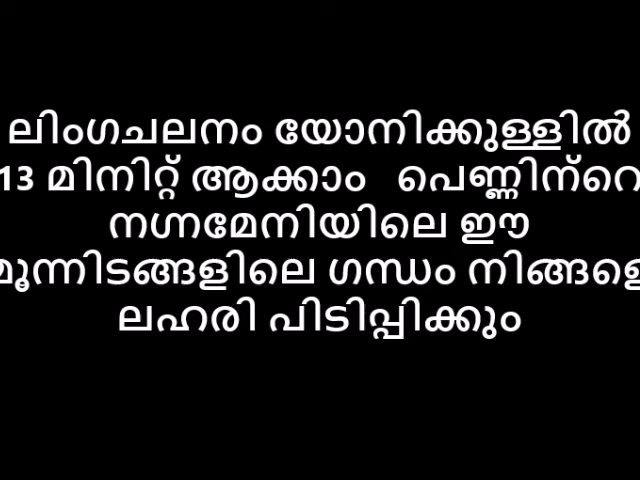 ലിംഗചലനം യോനിക്കുള്ളിൽ
13 മിനിറ്റ് ആക്കാം പെണ്ണിന്റെ
നഗ്നമേനിയിലെ ഈ
മൂന്നിടങ്ങളിലെ ഗന്ധം നിങ്ങളെ
ലഹരി പിടിപ്പിക്കും